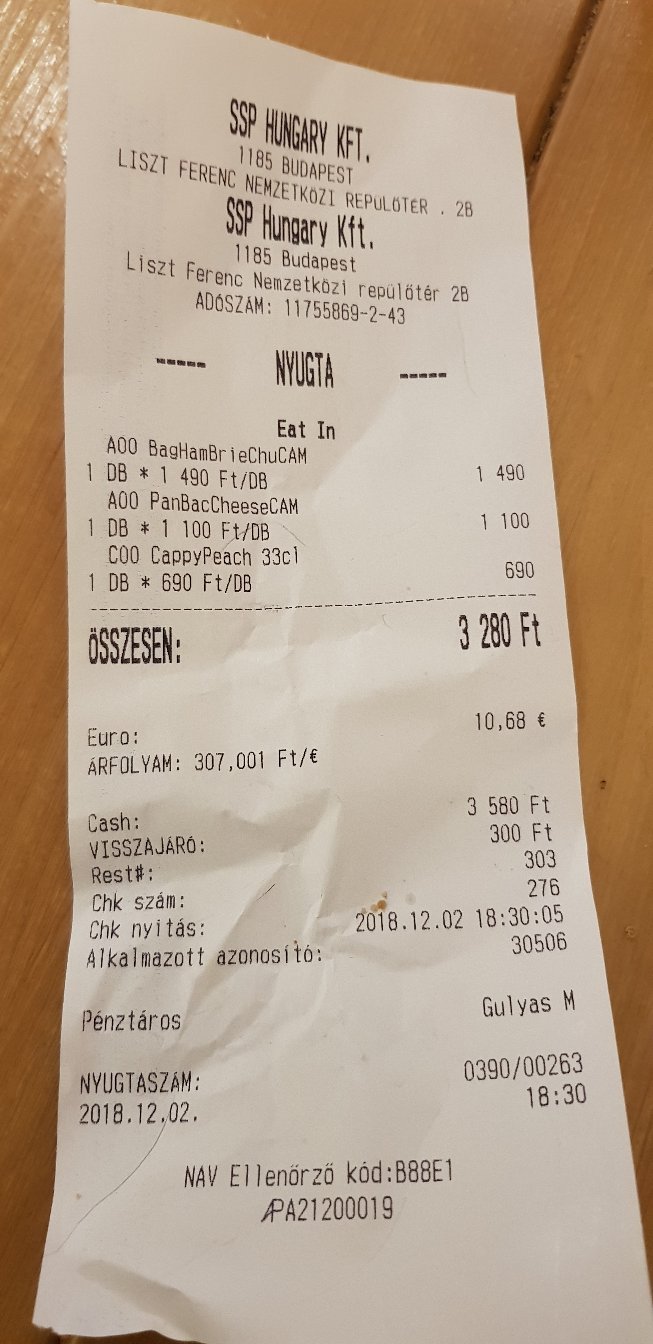 SSP HUNGARY KFT.
1185 BUDAPEST
LISZT FERENC NEMZETKÖZI REPÜLŐTÉR . 2B
SSP Hungary Kft.
1185 Budapest
Liszt Ferenc Nemzetközi repülőtér 2B
ADÓSZÁM: 11755869-2-43
----- NYUGTA -----
Eat In
A00 BagHamBrieChuCAM
1 DB * 1 490 Ft/DB 1 490
A00 PanBacCheeseCAM
1 DB * 1 100 Ft/DB 1 100
C00 CappyPeach 33cl
1 DB * 690 Ft/DB 690
ÖSSZESEN: 3 280 Ft
Euro: 10,68 €
ÁRFOLYAM: 307,001 Ft/€
Cash: 3 580 Ft
VISSZAJÁRÓ: 300 Ft
Rest#: 303
Chk szám: 276
Chk nyitás: 2018.12.02 18:30:05
Alkalmazott azonosító: 30506
Pénztáros Gulyas M
NYUGTASZÁM: 0390/00263
2018.12.02. 18:30
NAV Ellenőrző kód:B88E1
APA21200019